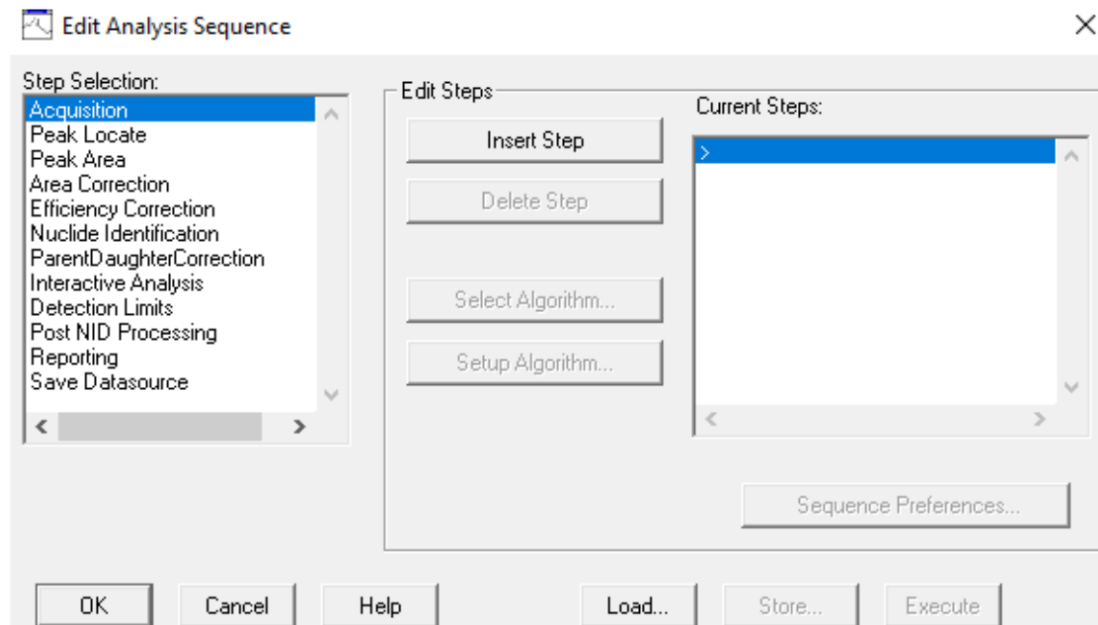 Edit Analysis Sequence
Step Selection:
Acquisition
Peak Locate
Peak Area
Area Correction
Efficiency Correction
Nuclide Identification
ParentDaughterCorrection
Interactive Analysis
Detection Limits
Post NID Processing
Reporting
Save Datasource
Edit Steps
Insert Step
Delete Step
Select Algorithm...
Setup Algorithm...
Current Steps:
>
Sequence Preferences...
OK
Cancel
Help
Load...
Store...
Execute